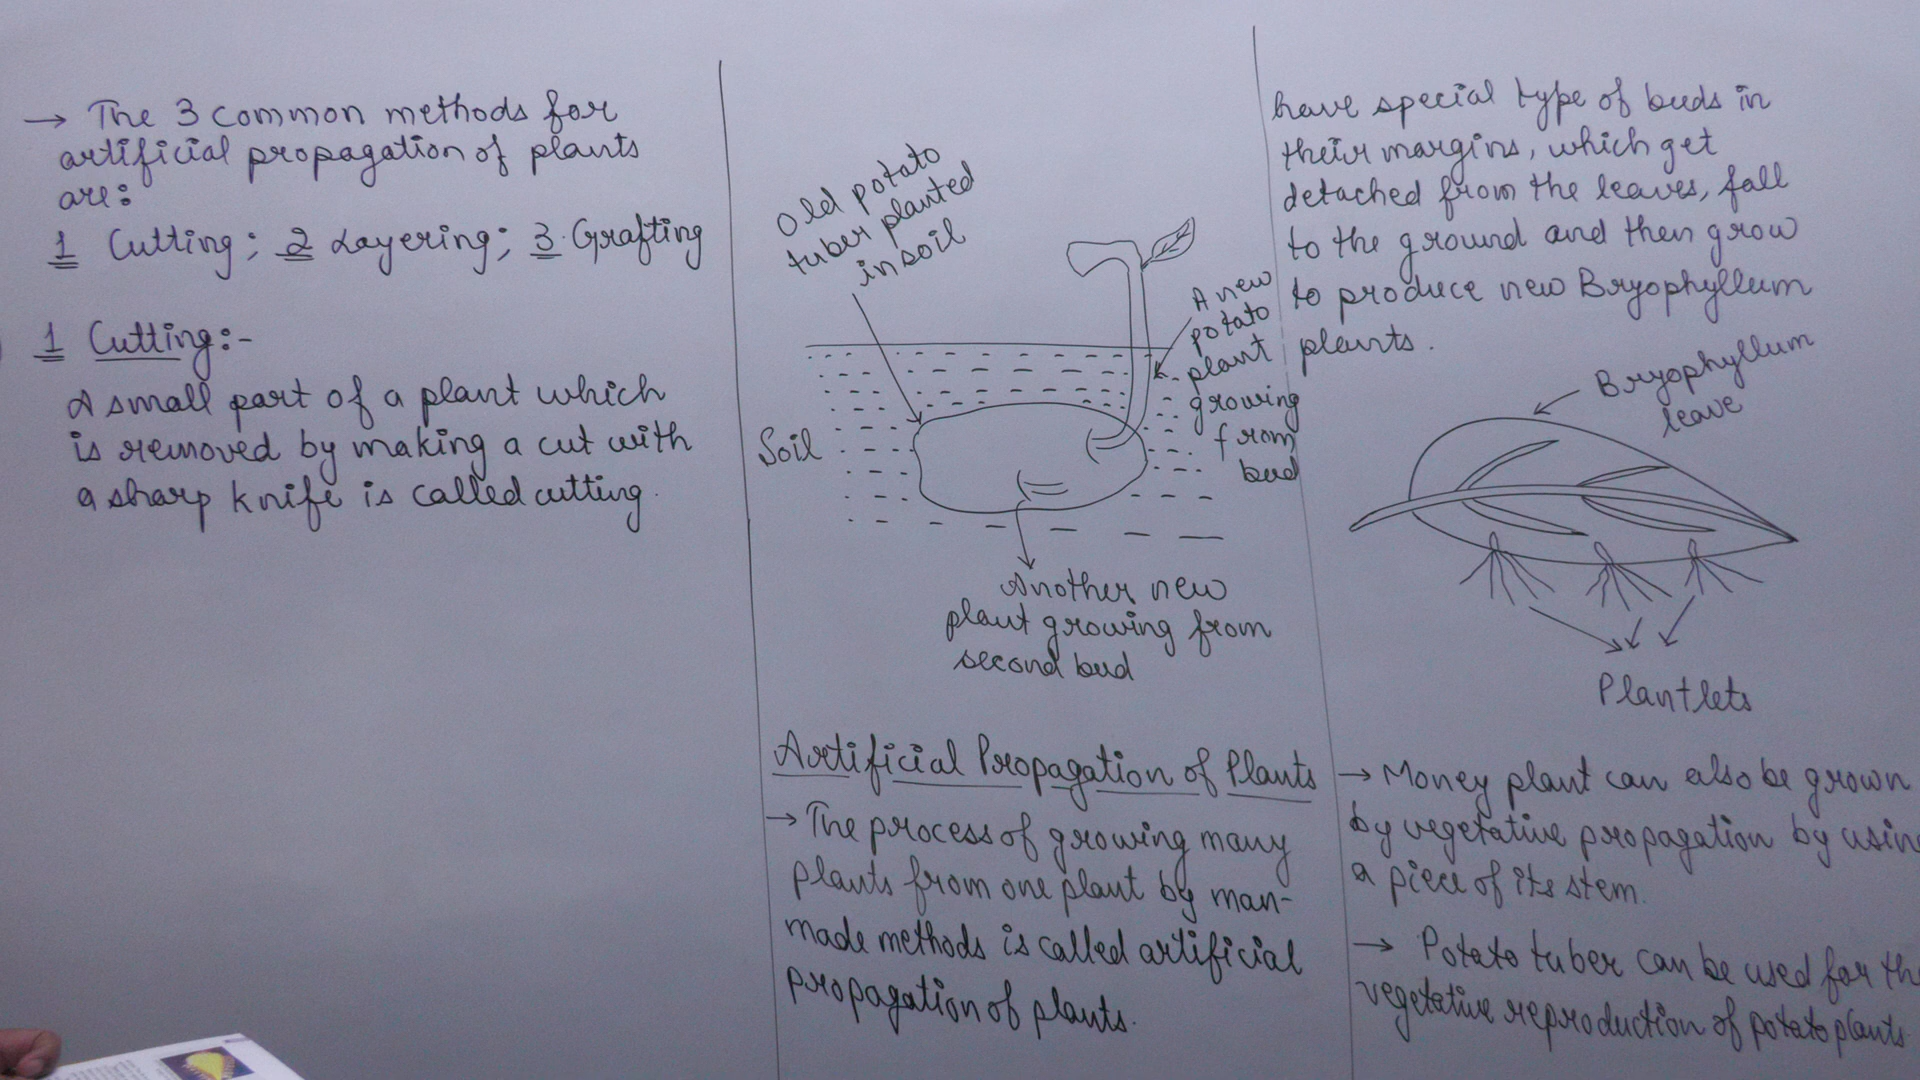 → The 3 common methods for
artificial propagation of plants
are:
1 Cutting; 2 Layering; 3. Grafting
1 Cutting:-
A small part of a plant which
is removed by making a cut with
a sharp knife is called cutting.
Old potato
tuber planted
in soil
A new
potato
plant
growing
from
bud
Soil
Another new
plant growing from
second bud
Artificial Propagation of Plants
→ The process of growing many
plants from one plant by man-
made methods is called artificial
propagation of plants.
have special type of buds in
their margins, which get
detached from the leaves, fall
to the ground and then grow
to produce new Bryophyllum
plants.
Bryophyllum
leave
Plantlets
→ Money plant can also be grown
by vegetative propagation by using
a piece of its stem.
→ Potato tuber can be used for the
vegetative reproduction of potato plants